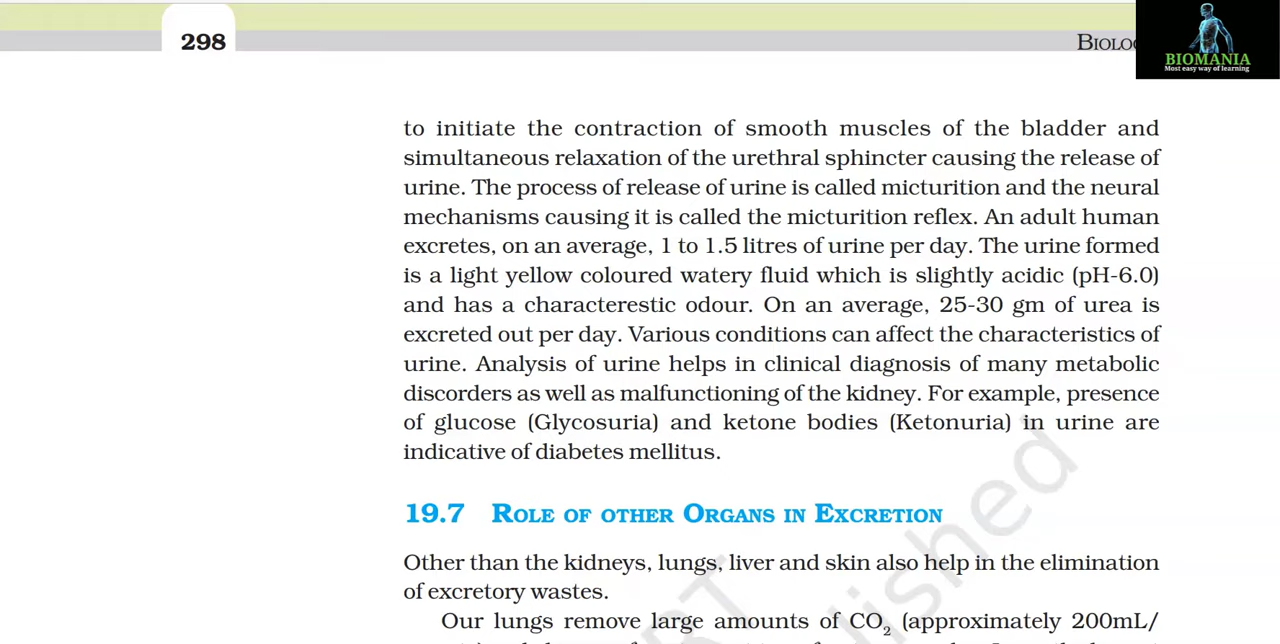 298
BIOMANIA
Most easy way of learning
to initiate the contraction of smooth muscles of the bladder and
simultaneous relaxation of the urethral sphincter causing the release of
urine. The process of release of urine is called micturition and the neural
mechanisms causing it is called the micturition reflex. An adult human
excretes, on an average, 1 to 1.5 litres of urine per day. The urine formed
is a light yellow coloured watery fluid which is slightly acidic (pH-6.0)
and has a characterestic odour. On an average, 25-30 gm of urea is
excreted out per day. Various conditions can affect the characteristics of
urine. Analysis of urine helps in clinical diagnosis of many metabolic
discorders as well as malfunctioning of the kidney. For example, presence
of glucose (Glycosuria) and ketone bodies (Ketonuria) in urine are
indicative of diabetes mellitus.
19.7 ROLE OF OTHER ORGANS IN EXCRETION
Other than the kidneys, lungs, liver and skin also help in the elimination
of excretory wastes.
Our lungs remove large amounts of CO₂ (approximately 200mL/